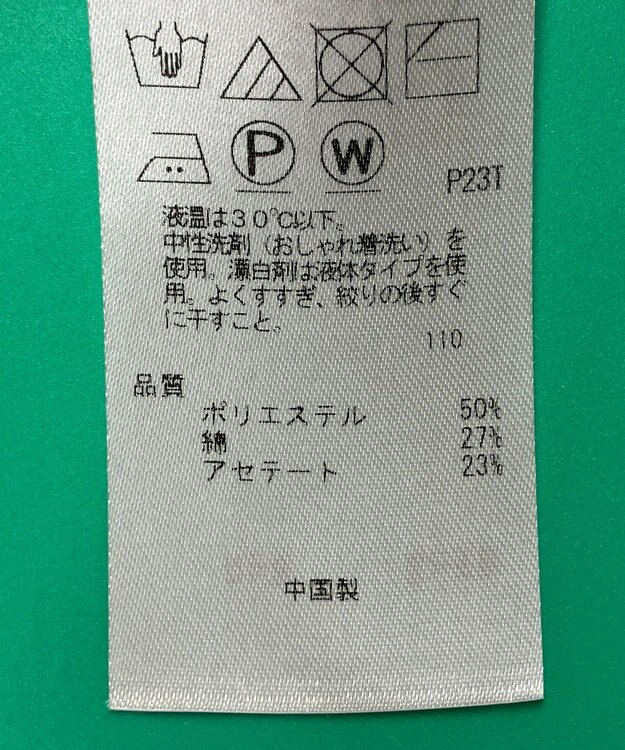 P W
P23T
液温は30℃以下。
中性洗剤（おしゃれ着洗い）を
使用。漂白剤は液体タイプを使
用。よくすすぎ、絞りの後すぐ
に干すこと。
110
品質
ポリエステル 50%
綿 27%
アセテート 23%
中国製